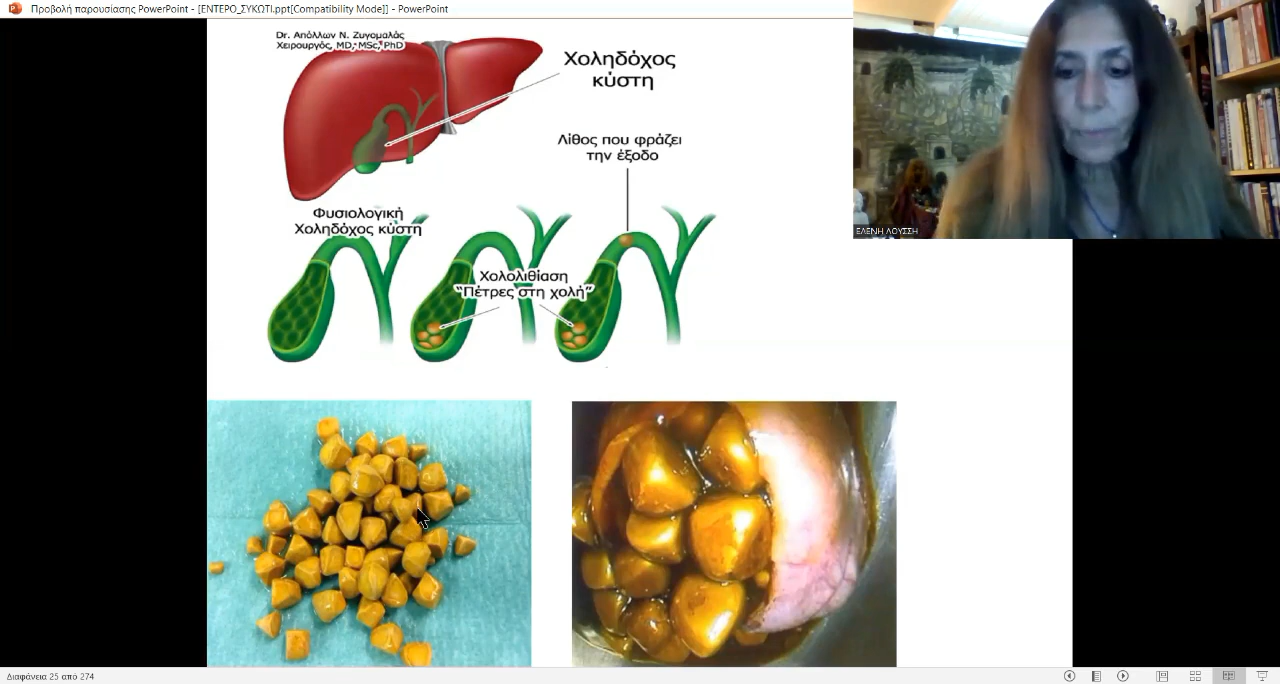 Προβολή παρουσίασης PowerPoint - [ΕΝΤΕΡΟ_ΣΥΚΩΤΙ.ppt[Compatibility Mode]] - PowerPoint
Dr. Απόλλων Ν. Ζυγομαλάς
Χειρουργός, MD, MSc, PhD
Χοληδόχος
κύστη
Λίθος που φράζει
την έξοδο
ΕΛΕΝΗ ΛΟΥΣΣΗ
Φυσιολογική
Χοληδόχος κύστη
Χολολιθίαση
"Πέτρες στη χολή"
Διαφάνεια 25 από 274